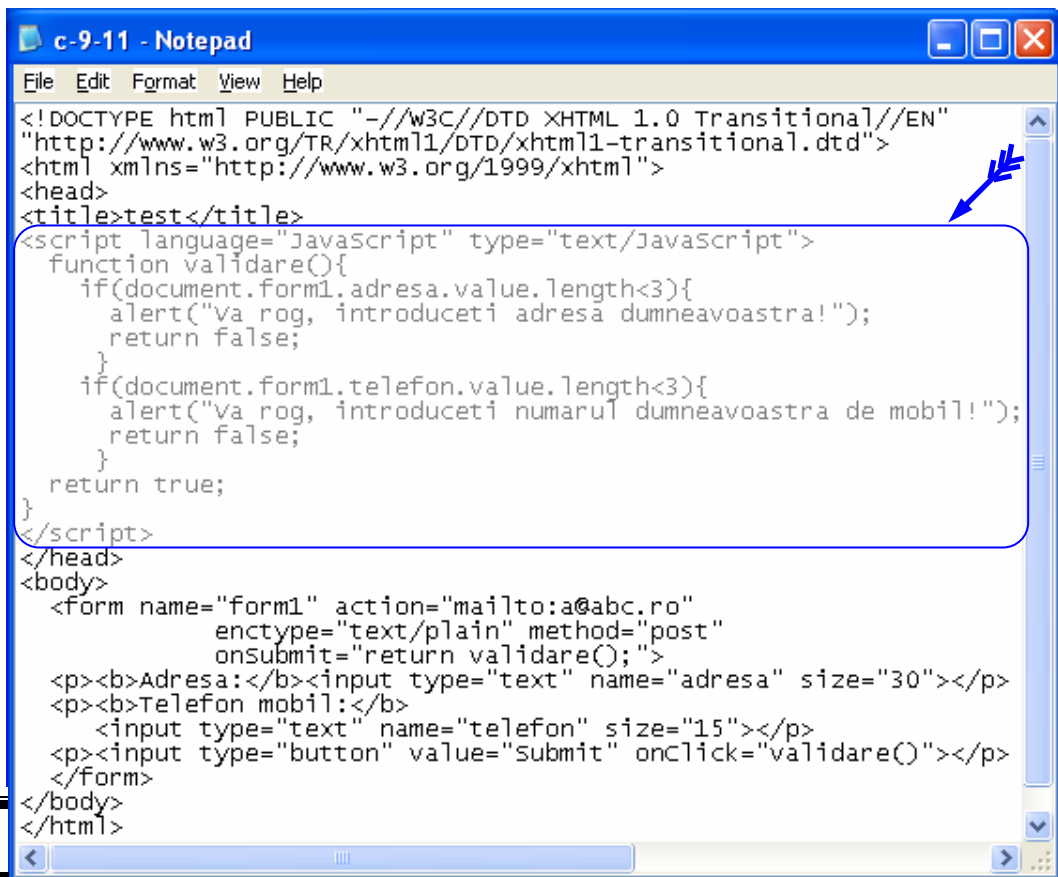 c-9-11 - Notepad
File Edit Format View Help
<!DOCTYPE html PUBLIC "-//W3C//DTD XHTML 1.0 Transitional//EN"
"http://www.w3.org/TR/xhtml1/DTD/xhtml1-transitional.dtd">
<html xmlns="http://www.w3.org/1999/xhtml">
<head>
<title>test</title>
<script language="JavaScript" type="text/JavaScript">
  function validare(){
    if(document.form1.adresa.value.length<3){
      alert("Va rog, introduceti adresa dumneavoastra!");
      return false;
     }
    if(document.form1.telefon.value.length<3){
      alert("Va rog, introduceti numarul dumneavoastra de mobil!");
      return false;
     }
  return true;
}
</script>
</head>
<body>
  <form name="form1" action="mailto:a@abc.ro"
            enctype="text/plain" method="post"
            onSubmit="return validare();">
  <p><b>Adresa:</b><input type="text" name="adresa" size="30"></p>
  <p><b>Telefon mobil:</b>
     <input type="text" name="telefon" size="15"></p>
  <p><input type="button" value="Submit" onClick="validare()"></p>
  </form>
</body>
</html>